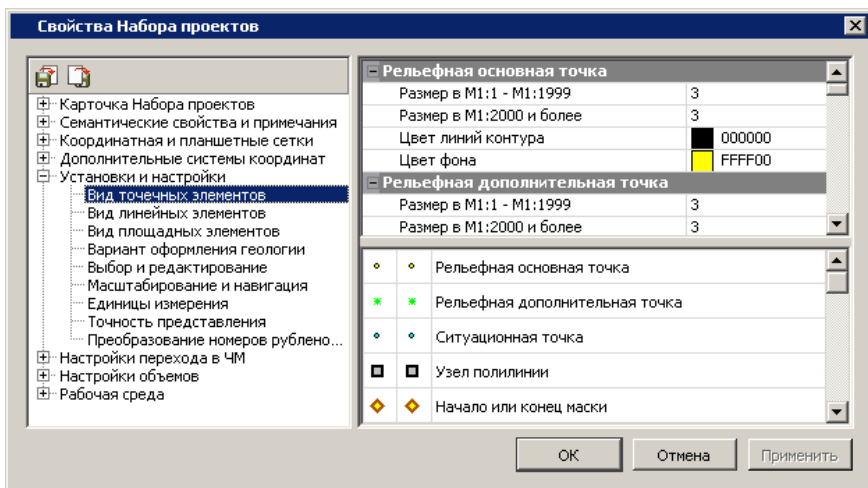 Свойства Набора проектов
Карточка Набора проектов
Семантические свойства и примечания
Координатная и планшетные сетки
Дополнительные системы координат
Установки и настройки
Вид точечных элементов
Вид линейных элементов
Вид площадных элементов
Вариант оформления геологии
Выбор и редактирование
Масштабирование и навигация
Единицы измерения
Точность представления
Преобразование номеров рублено...
Настройки перехода в ЧМ
Настройки объемов
Рабочая среда
Рельефная основная точка
Размер в М1:1 - М1:1999 3
Размер в М1:2000 и более 3
Цвет линий контура 000000
Цвет фона FFFF00
Рельефная дополнительная точка
Размер в М1:1 - М1:1999 3
Размер в М1:2000 и более 3
Рельефная основная точка
Рельефная дополнительная точка
Ситуационная точка
Узел полилинии
Начало или конец маски
ОК Отмена Применить